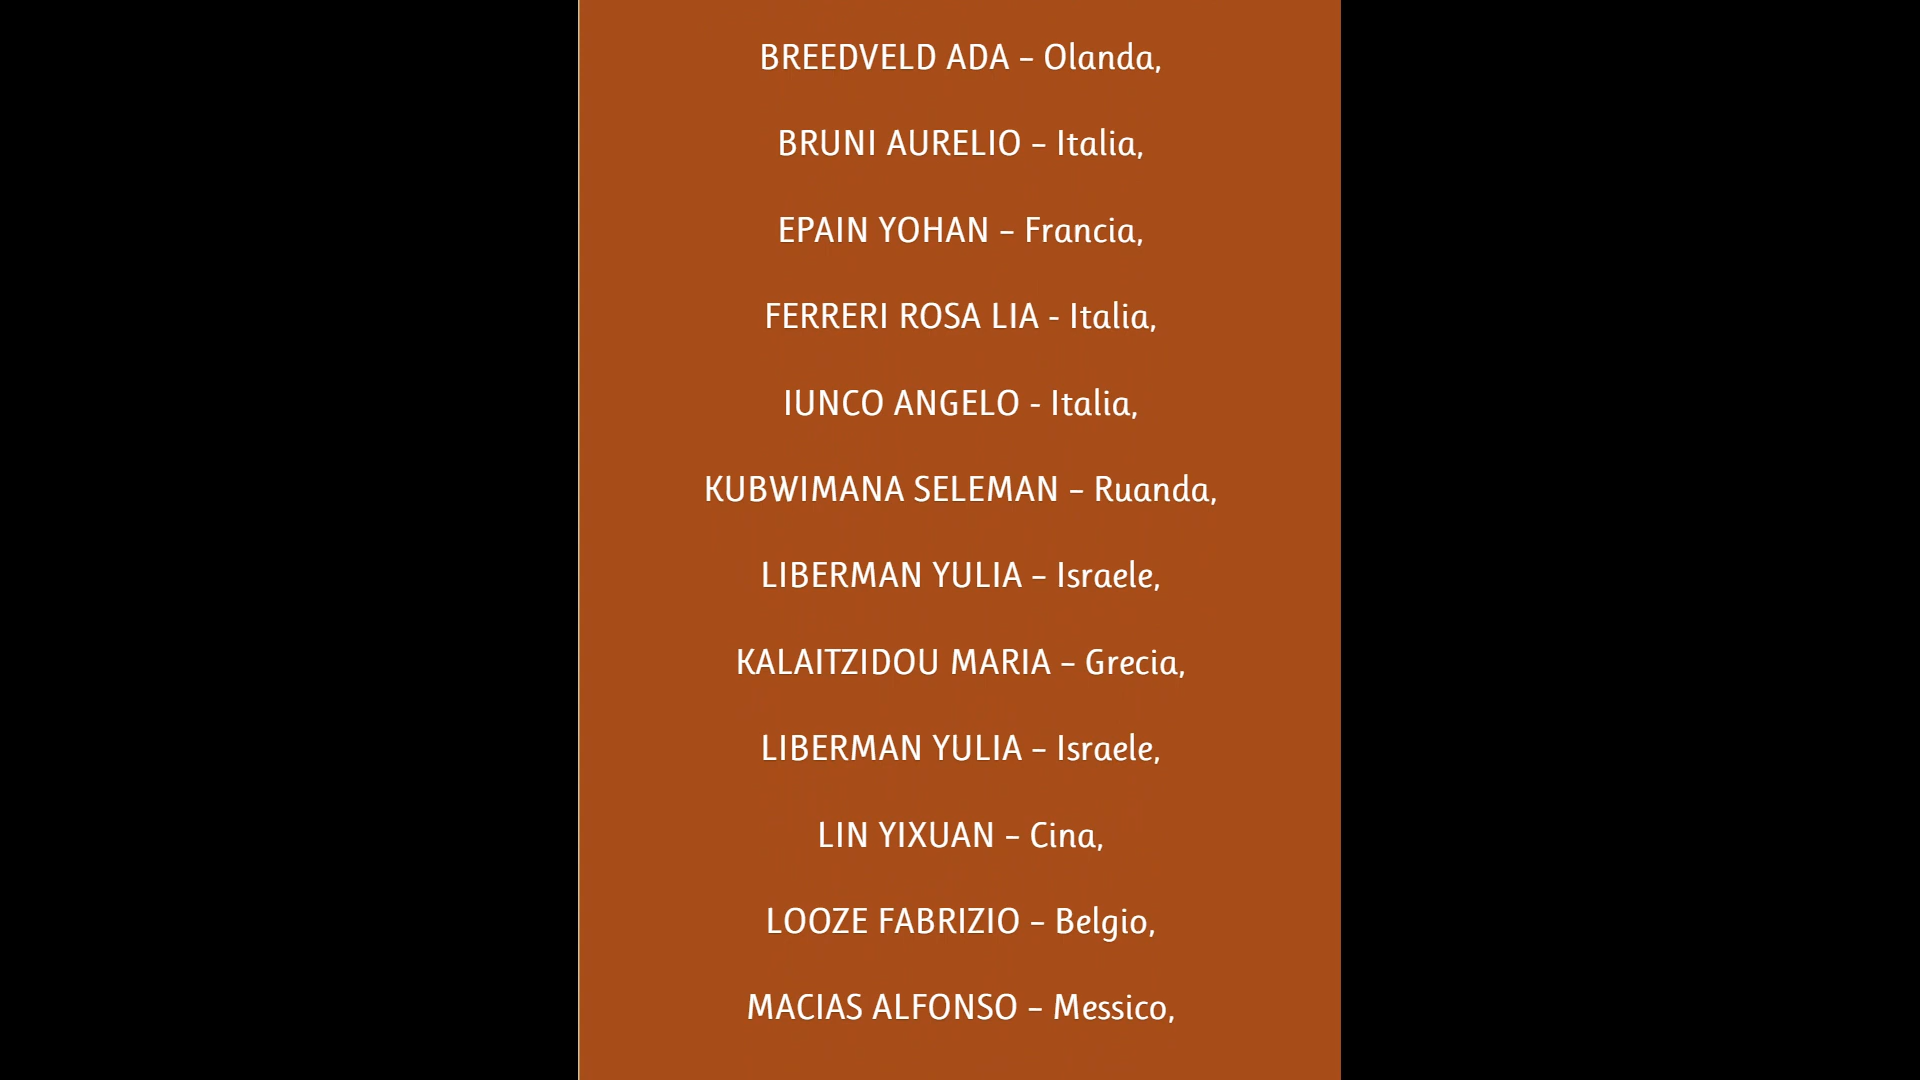 BREEDVELD ADA – Olanda,
BRUNI AURELIO – Italia,
EPAIN YOHAN – Francia,
FERRERI ROSA LIA - Italia,
IUNCO ANGELO - Italia,
KUBWIMANA SELEMAN – Ruanda,
LIBERMAN YULIA – Israele,
KALAITZIDOU MARIA – Grecia,
LIBERMAN YULIA – Israele,
LIN YIXUAN – Cina,
LOOZE FABRIZIO – Belgio,
MACIAS ALFONSO – Messico,